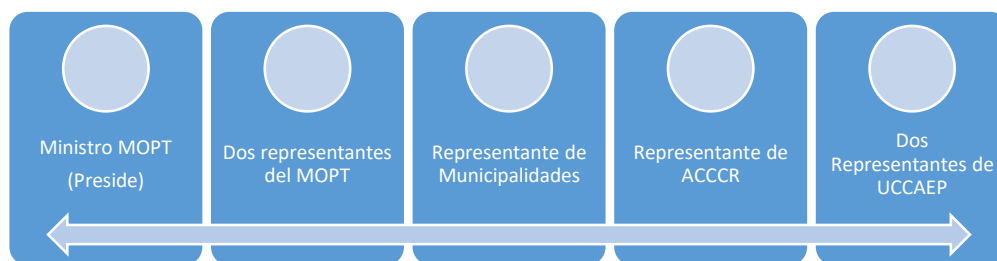 Ministro MOPT
(Preside)
Dos representantes
del MOPT
Representante de
Municipalidades
Representante de
ACCCR
Dos
Representantes de
UCCAEP